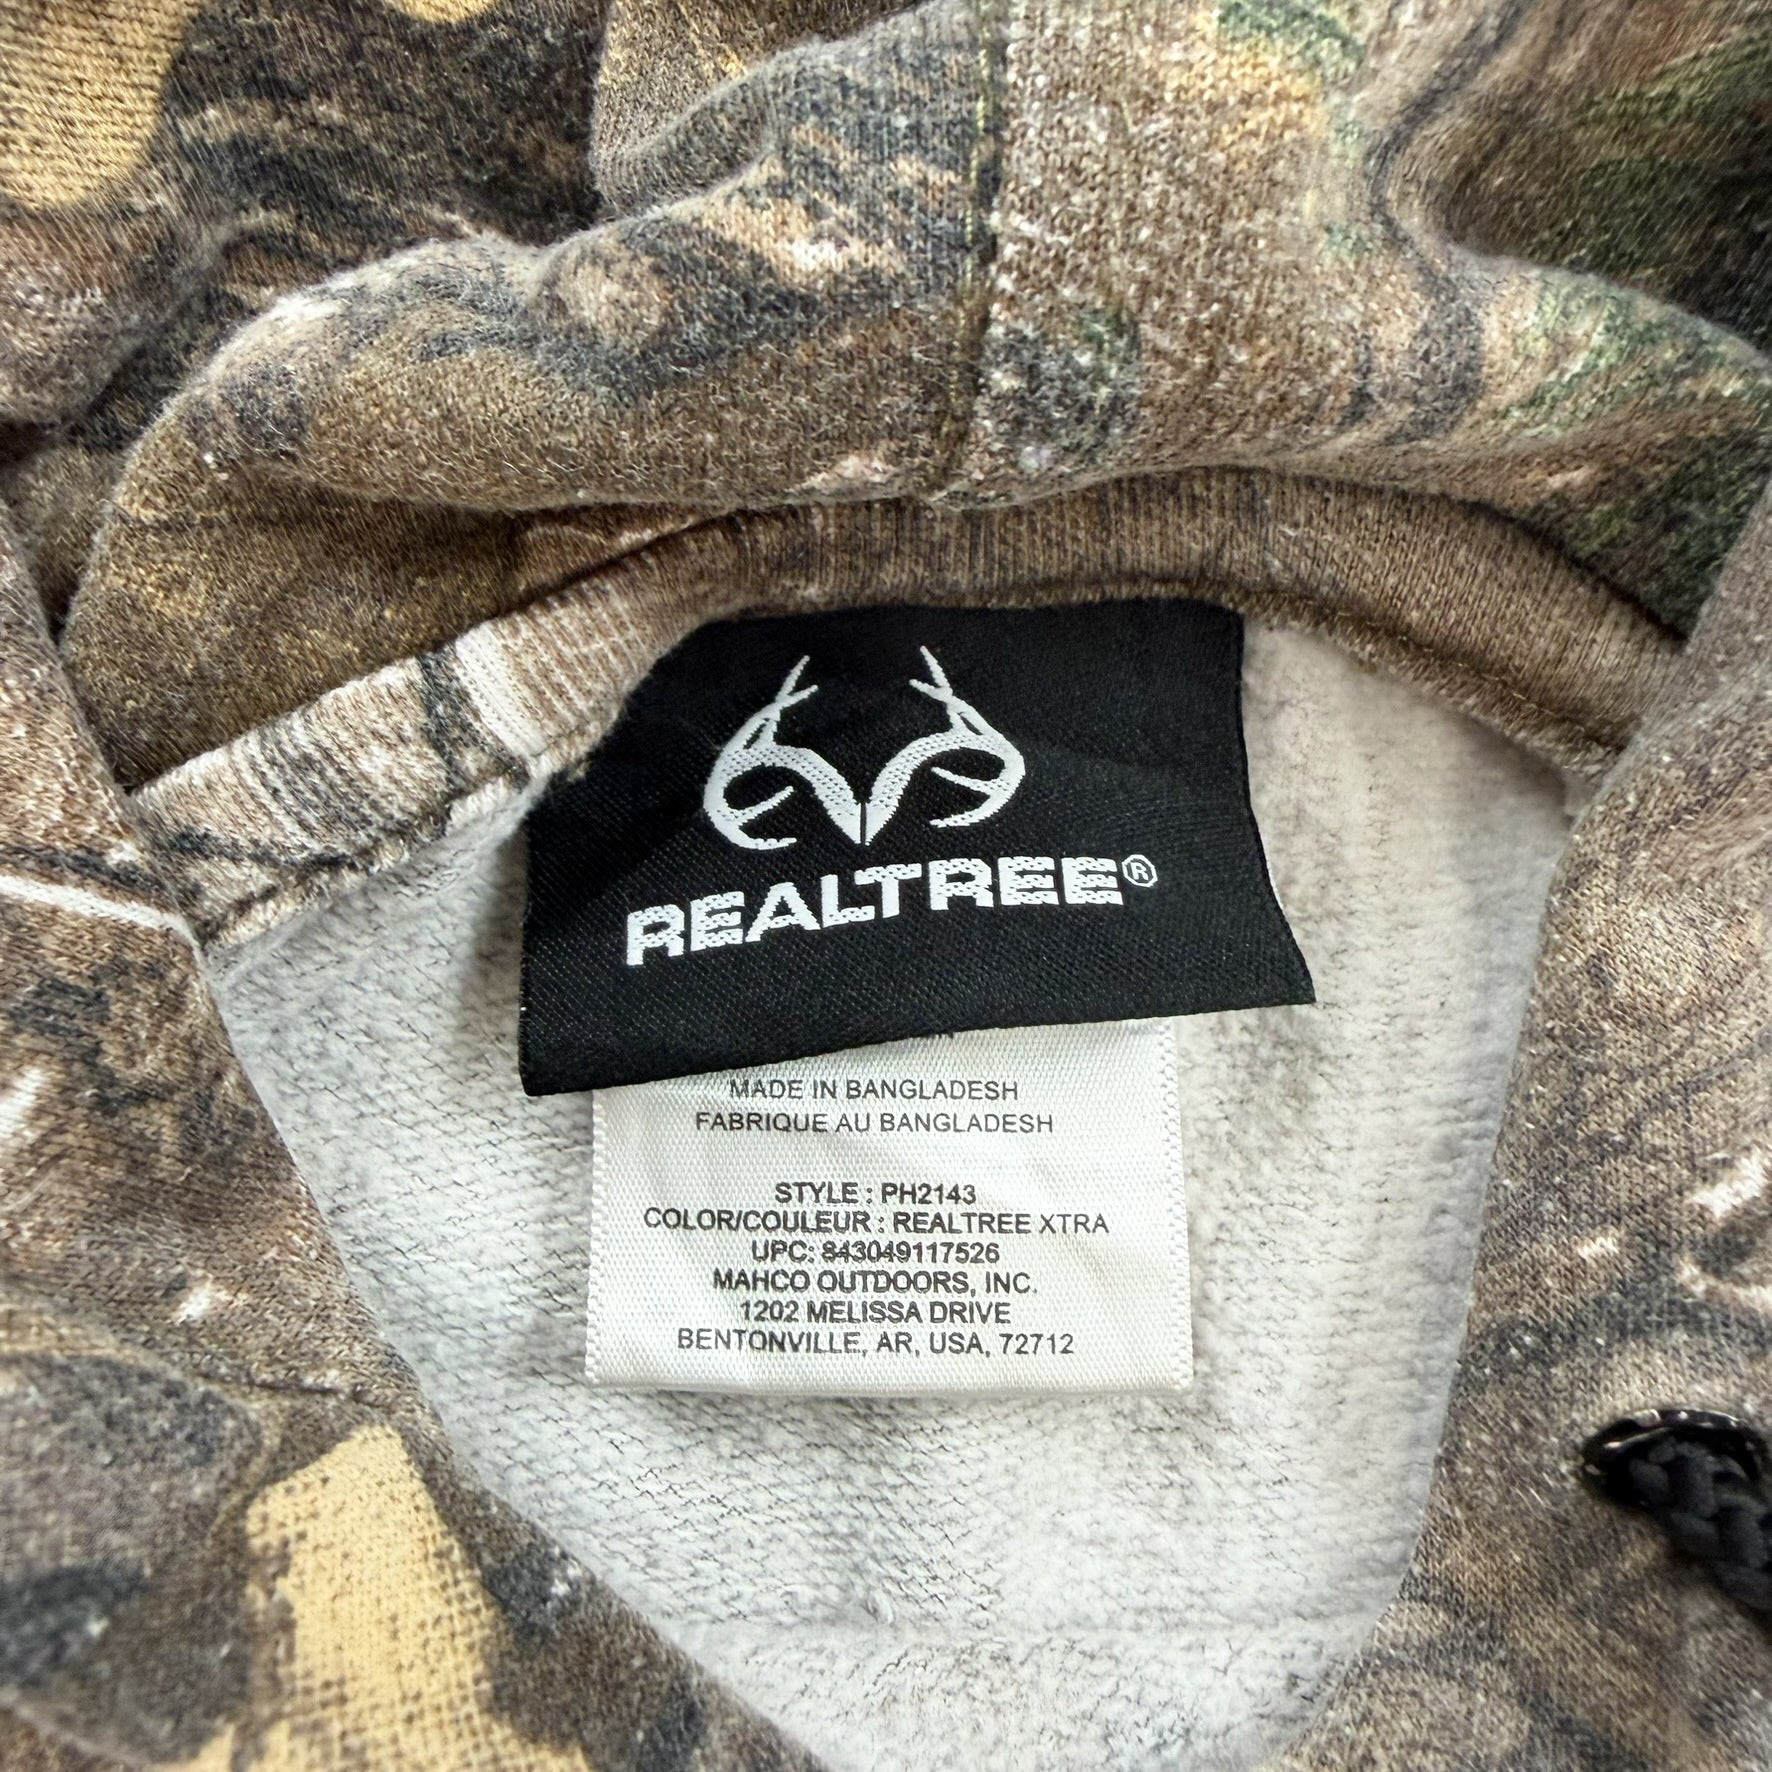 REALTREE®
MADE IN BANGLADESH
FABRIQUE AU BANGLADESH
STYLE : PH2143
COLOR/COULEUR : REALTREE XTRA
UPC: 843049117526
MAHCO OUTDOORS, INC.
1202 MELISSA DRIVE
BENTONVILLE, AR, USA, 72712